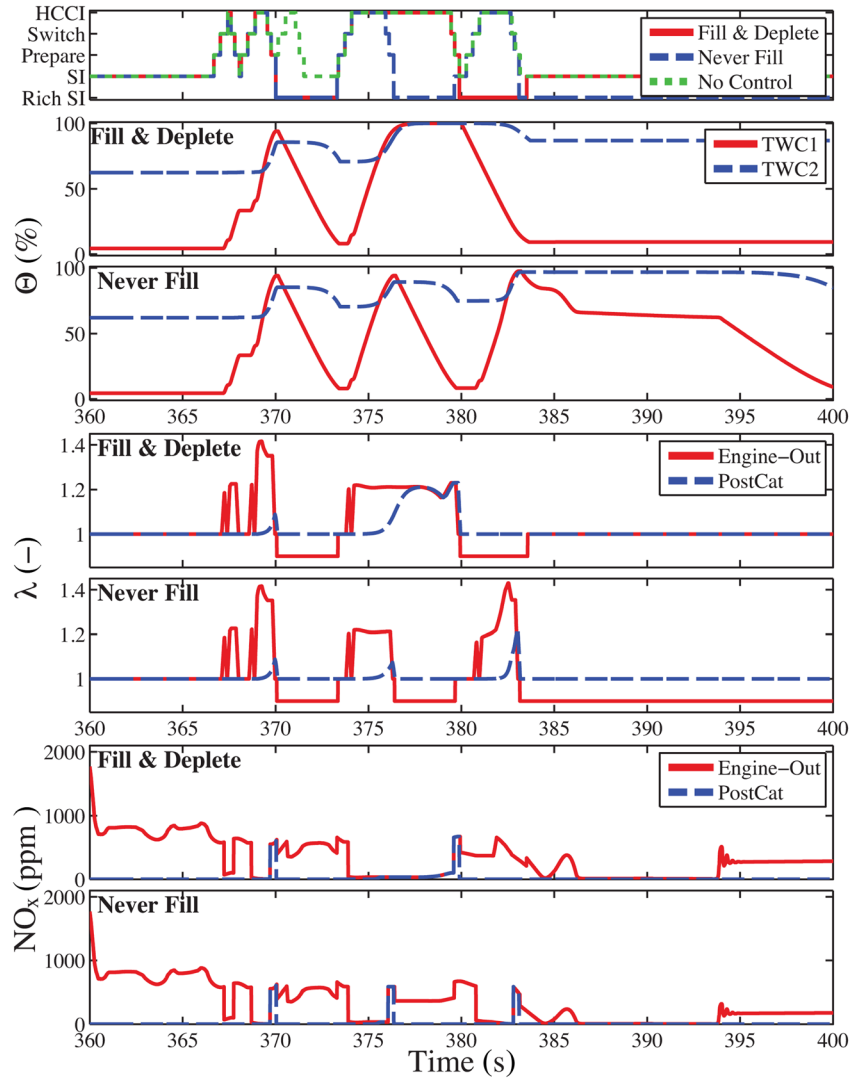 HCCI
Switch
Prepare
SI
Rich SI
Fill & Deplete
Never Fill
No Control
Θ (%)
100
50
0
Fill & Deplete
TWC1
TWC2
100
50
0
Never Fill
360 365 370 375 380 385 390 395 400
λ (−)
1.4
1.2
1
Fill & Deplete
Engine−Out
PostCat
1.4
1.2
1
Never Fill
360 365 370 375 380 385 390 395 400
NOx (ppm)
2000
1000
0
Fill & Deplete
Engine−Out
PostCat
2000
1000
0
Never Fill
360 365 370 375 380 385 390 395 400
Time (s)